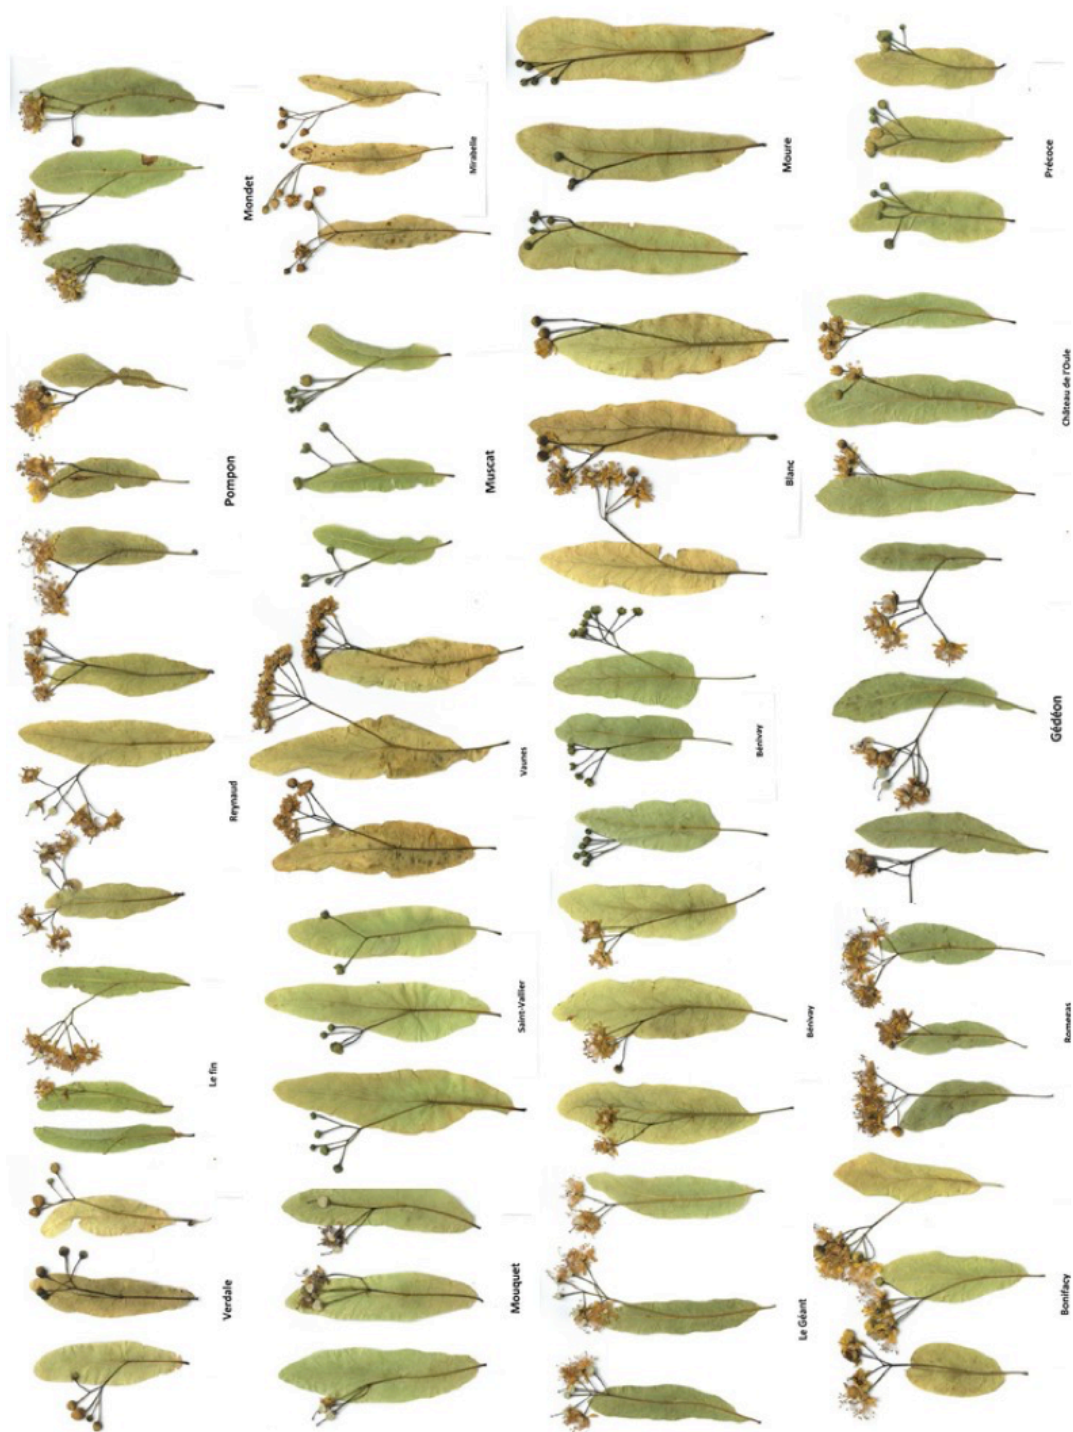 Verdale
Le fin
Reynaud
Pompon
Mondet
Mouquet
Saint-Vallier
Vaunes
Muscat
Mirabelle
Le Géant
Bénivay
Bénivay
Blanc
Moure
Bonifacy
Romegas
Gédéon
Château de l'Oule
Précoce